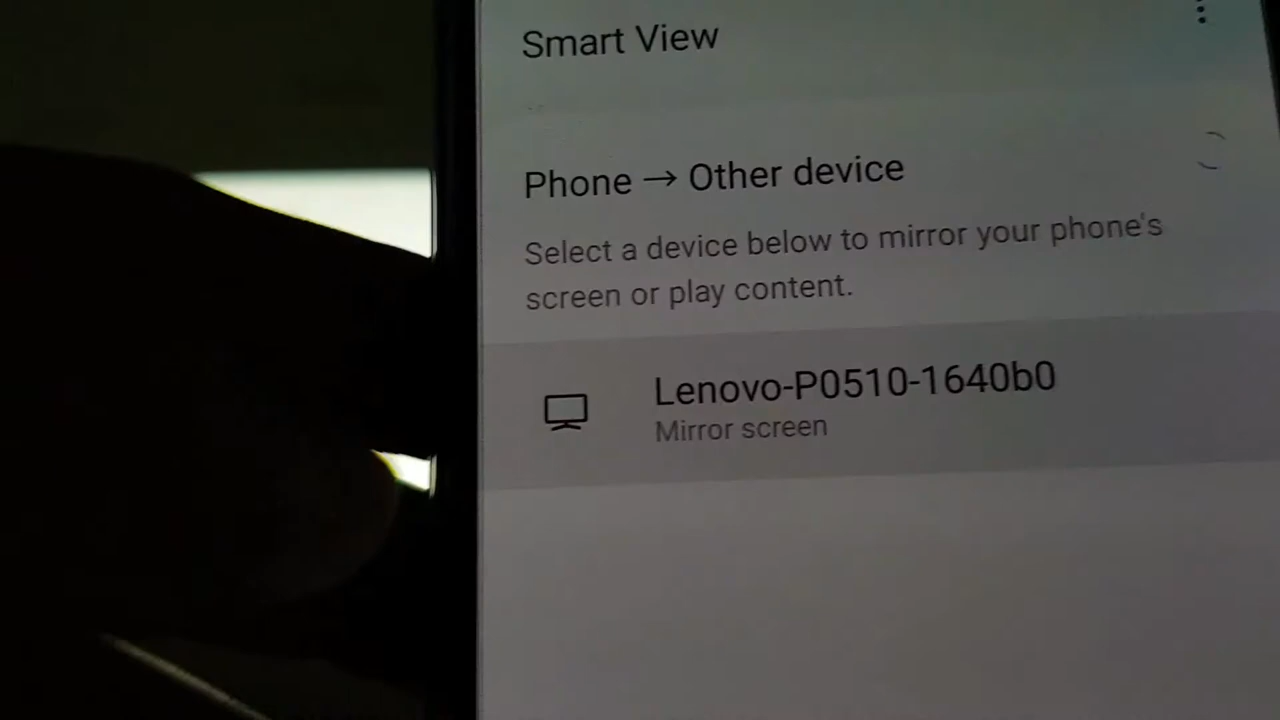 Smart View
Phone → Other device
Select a device below to mirror your phone's
screen or play content.
Lenovo-P0510-1640b0
Mirror screen